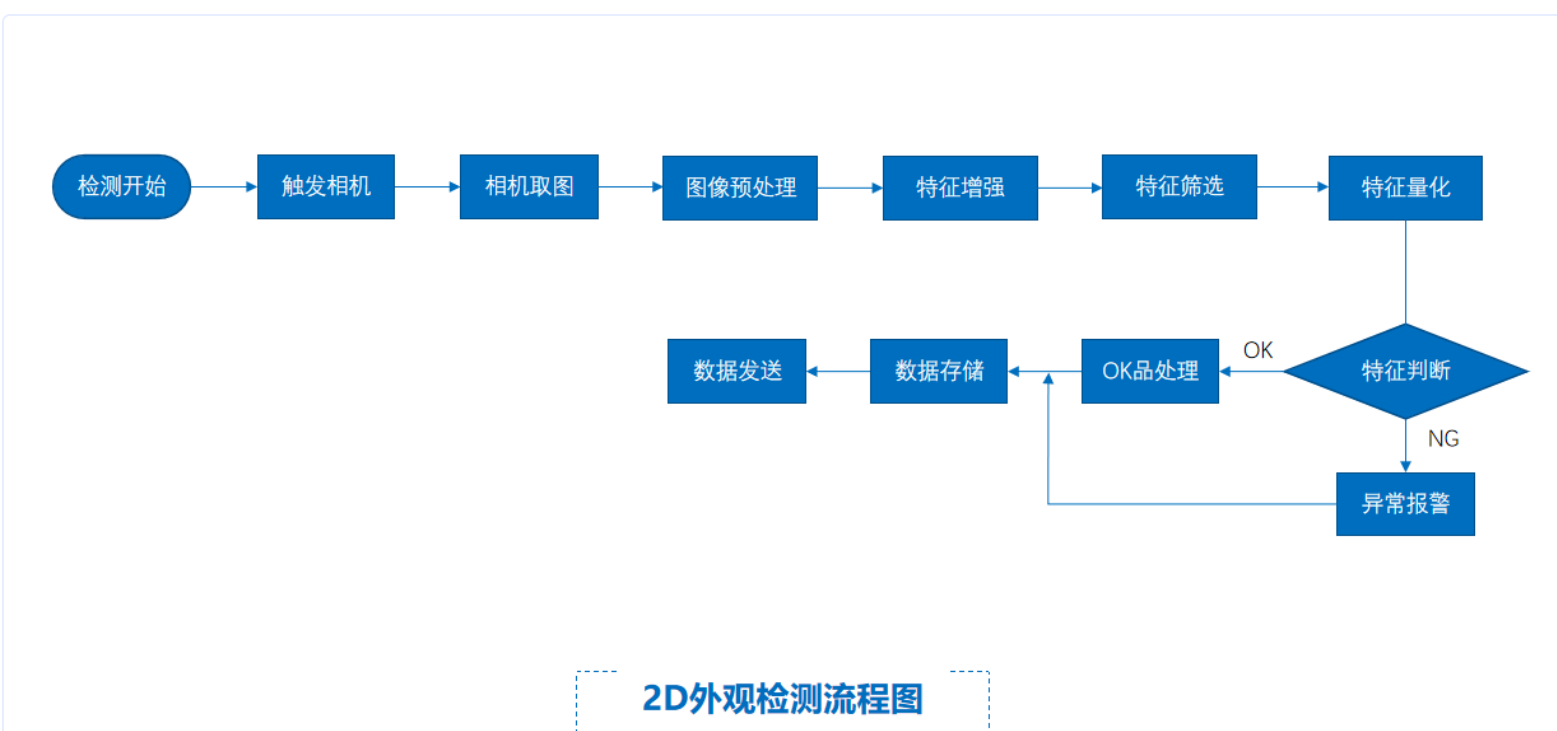 检测开始
触发相机
相机取图
图像预处理
特征增强
特征筛选
特征量化
特征判断
OK
OK品处理
数据存储
数据发送
NG
异常报警
2D外观检测流程图